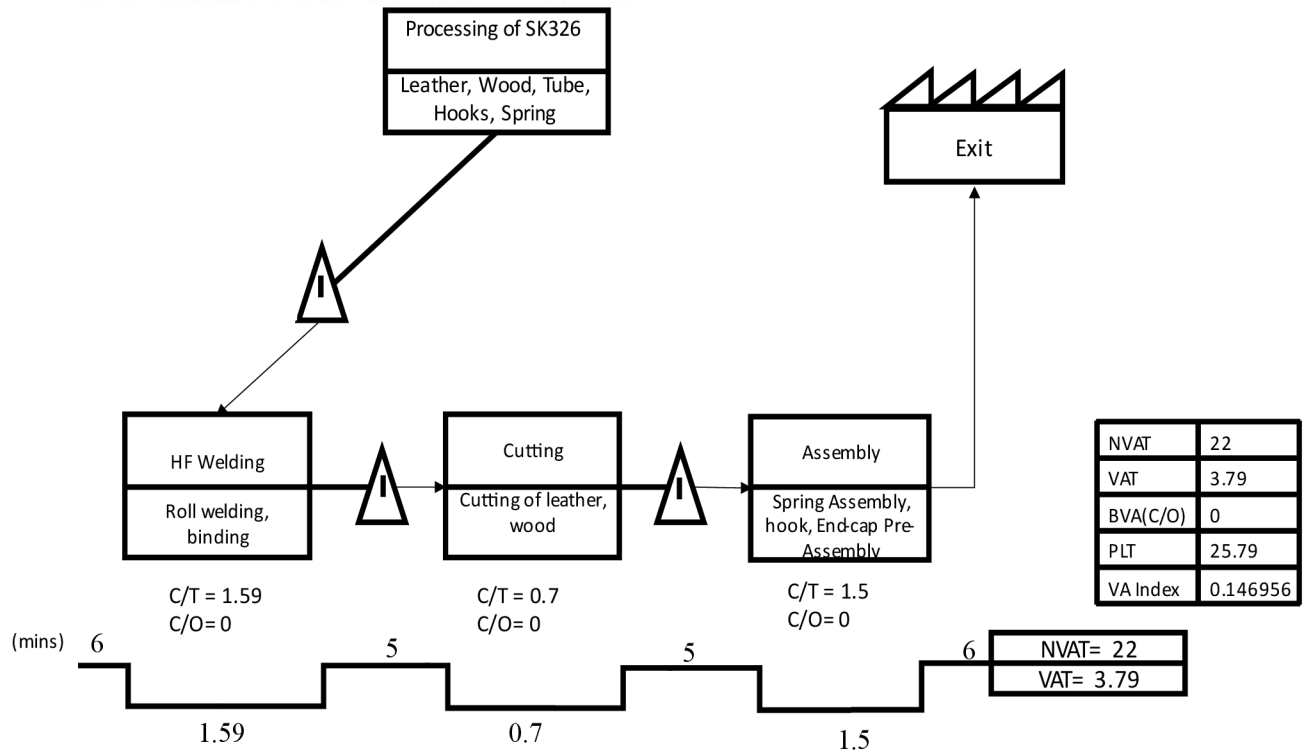 Processing of SK326
Leather, Wood, Tube,
Hooks, Spring
Exit
I
HF Welding
Roll welding,
binding
C/T = 1.59
C/O= 0
I
Cutting
Cutting of leather,
wood
C/T = 0.7
C/O= 0
I
Assembly
Spring Assembly,
hook, End-cap Pre-
Assembly
C/T = 1.5
C/O= 0
NVAT 22
VAT 3.79
BVA(C/O) 0
PLT 25.79
VA Index 0.146956
(mins) 6 5 5 6
1.59 0.7 1.5
NVAT= 22
VAT= 3.79